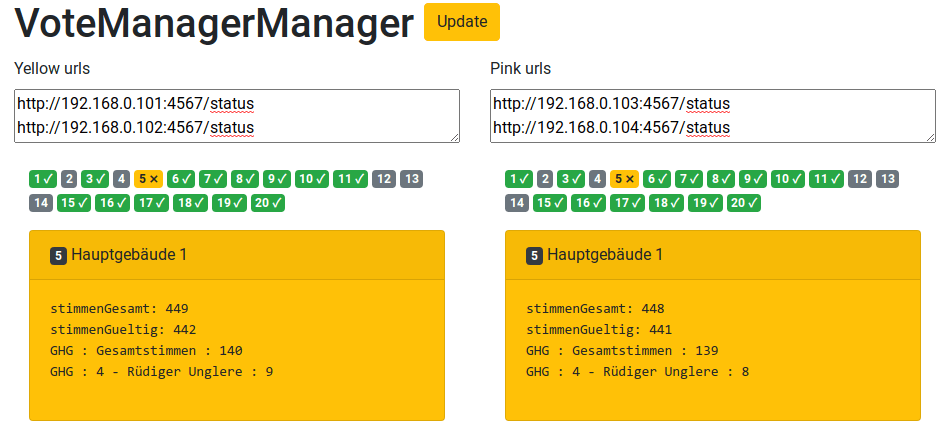 VoteManagerManager Update
Yellow urls
http://192.168.0.101:4567/status
http://192.168.0.102:4567/status
1 ✓ 2 3 ✓ 4 5 × 6 ✓ 7 ✓ 8 ✓ 9 ✓ 10 ✓ 11 ✓ 12 13
14 15 ✓ 16 ✓ 17 ✓ 18 ✓ 19 ✓ 20 ✓
5 Hauptgebäude 1
stimmenGesamt: 449
stimmenGueltig: 442
GHG : Gesamtstimmen : 140
GHG : 4 - Rüdiger Unglere : 9
Pink urls
http://192.168.0.103:4567/status
http://192.168.0.104:4567/status
1 ✓ 2 3 ✓ 4 5 × 6 ✓ 7 ✓ 8 ✓ 9 ✓ 10 ✓ 11 ✓ 12 13
14 15 ✓ 16 ✓ 17 ✓ 18 ✓ 19 ✓ 20 ✓
5 Hauptgebäude 1
stimmenGesamt: 448
stimmenGueltig: 441
GHG : Gesamtstimmen : 139
GHG : 4 - Rüdiger Unglere : 8